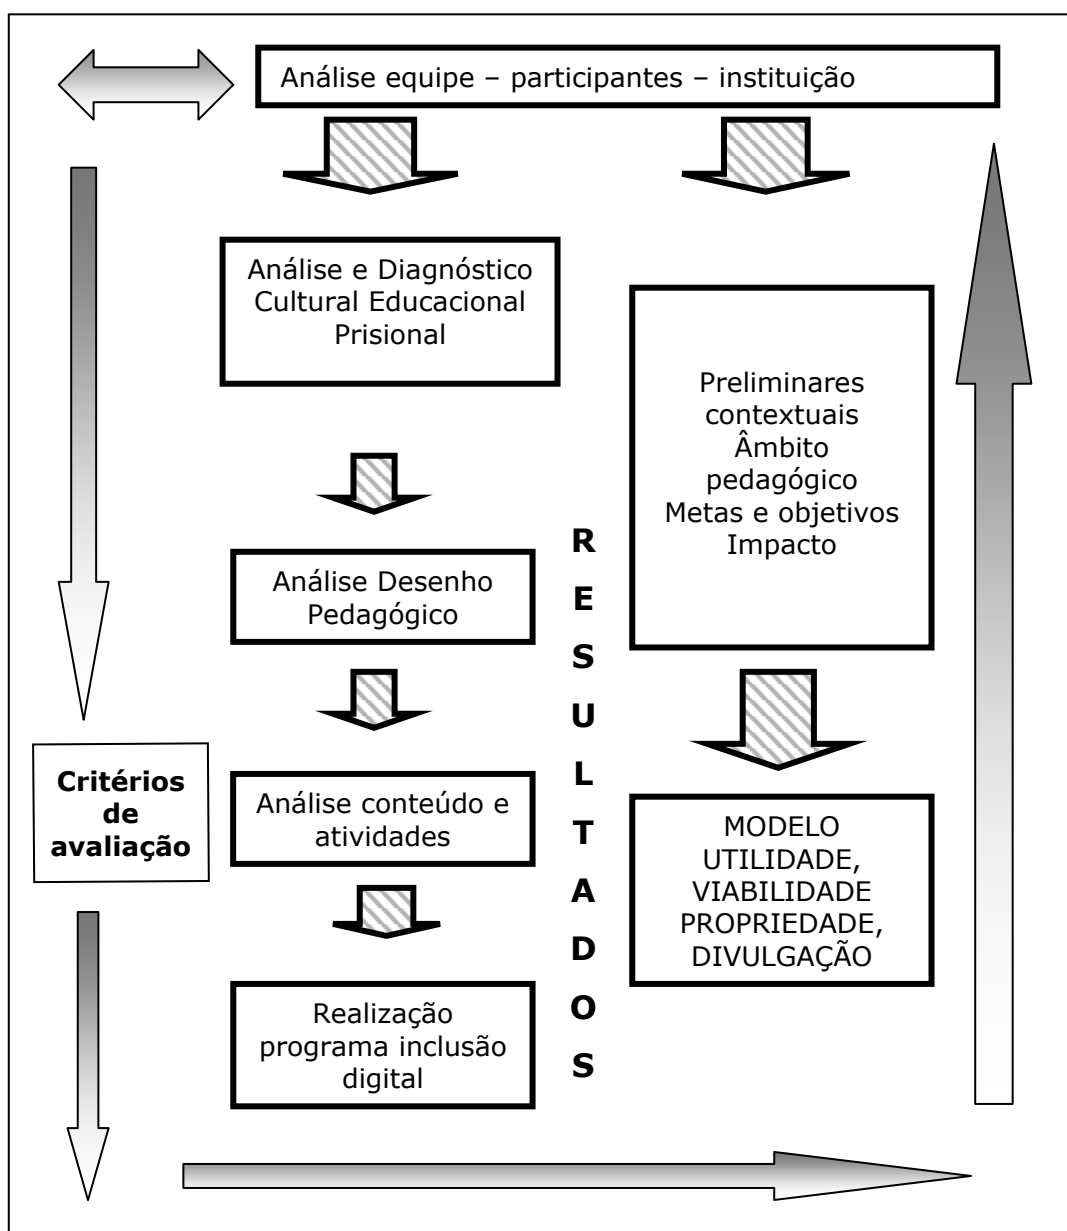 Análise equipe – participantes – instituição
Análise e Diagnóstico
Cultural Educacional
Prisional
Preliminares
contextuais
Âmbito
pedagógico
Metas e objetivos
Impacto
Análise Desenho
Pedagógico
R
E
S
U
L
T
A
D
O
S
Critérios
de
avaliação
Análise conteúdo e
atividades
MODELO
UTILIDADE,
VIABILIDADE
PROPRIEDADE,
DIVULGAÇÃO
Realização
programa inclusão
digital